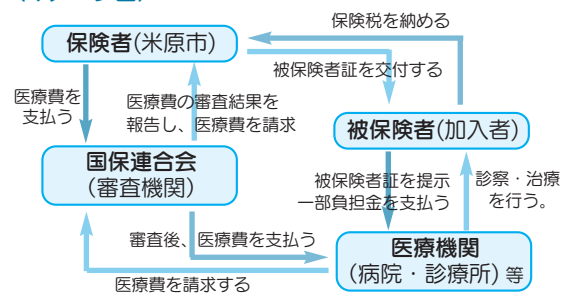 保険税を納める
保険者(米原市)
被保険者証を交付する
医療費を
支払う
医療費の審査結果を
報告し、医療費を請求
被保険者(加入者)
国保連合会
(審査機関)
被保険者証を提示
一部負担金を支払う
診察・治療
を行う。
審査後、医療費を支払う
医療機関
(病院・診療所) 等
医療費を請求する